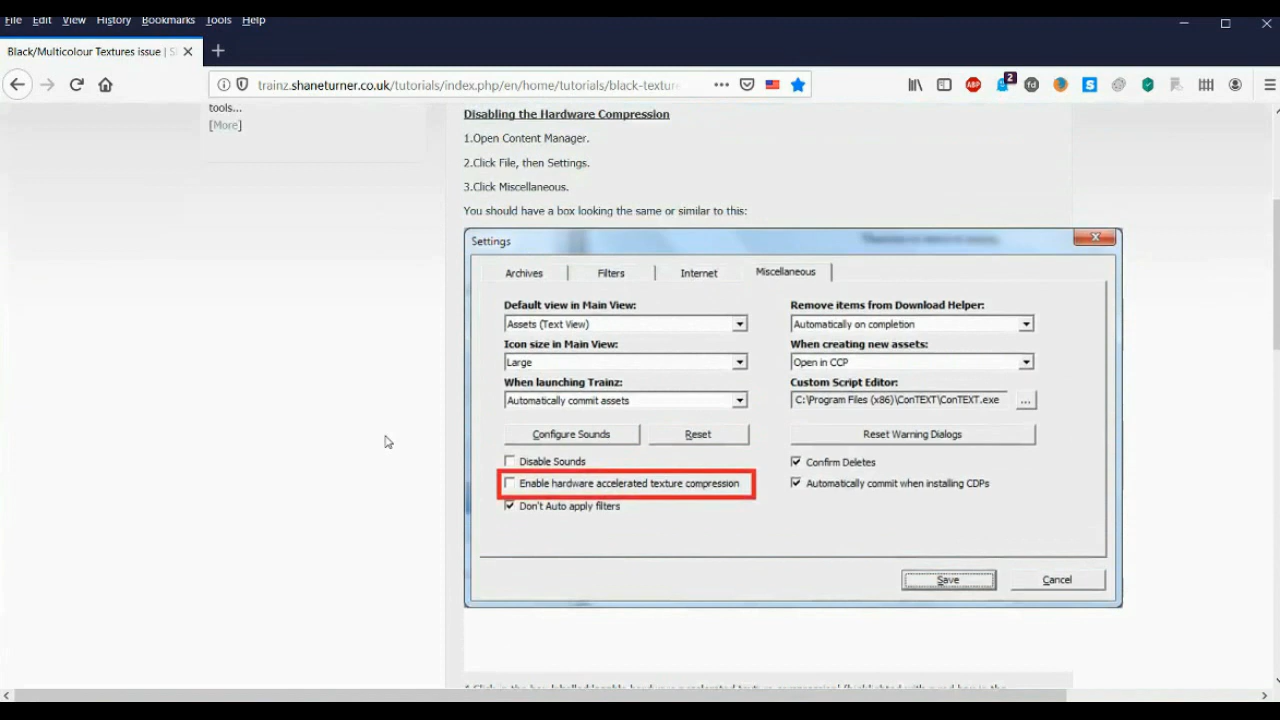 File Edit View History Bookmarks Tools Help
Black/Multicolour Textures issue |
trainz.shaneturner.co.uk/tutorials/index.php/en/home/tutorials/black-texture
2
ABP
fd
S
tools...
[More]
Disabling the Hardware Compression
1.Open Content Manager.
2.Click File, then Settings.
3.Click Miscellaneous.
You should have a box looking the same or similar to this:
Settings
Archives Filters Internet Miscellaneous
Default view in Main View:
Assets (Text View)
Icon size in Main View:
Large
When launching Trainz:
Automatically commit assets
Configure Sounds Reset
Disable Sounds
Enable hardware accelerated texture compression
Don't Auto apply filters
Remove items from Download Helper:
Automatically on completion
When creating new assets:
Open in CCP
Custom Script Editor:
C:\Program Files (x86)\ConTEXT\ConTEXT.exe ...
Reset Warning Dialogs
Confirm Deletes
Automatically commit when installing CDPs
Save Cancel